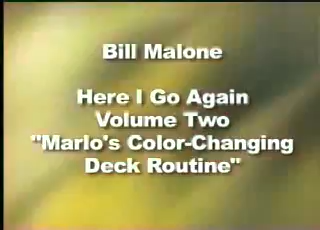 Bill Malone
Here I Go Again
Volume Two
"Marlo's Color-Changing
Deck Routine"